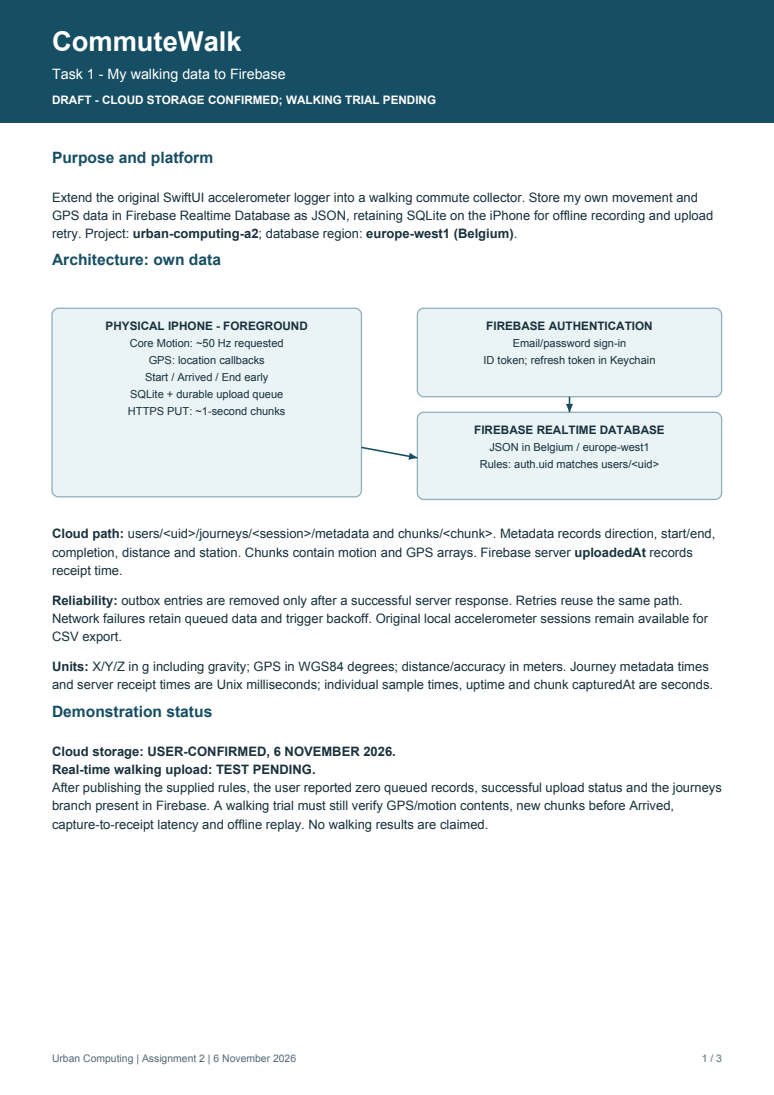 CommuteWalk
Task 1 - My walking data to Firebase
DRAFT - CLOUD STORAGE CONFIRMED; WALKING TRIAL PENDING
Purpose and platform
Extend the original SwiftUI accelerometer logger into a walking commute collector. Store my own movement and
GPS data in Firebase Realtime Database as JSON, retaining SQLite on the iPhone for offline recording and upload
retry. Project: urban-computing-a2; database region: europe-west1 (Belgium).
Architecture: own data
PHYSICAL IPHONE - FOREGROUND
Core Motion: ~50 Hz requested
GPS: location callbacks
Start / Arrived / End early
SQLite + durable upload queue
HTTPS PUT: ~1-second chunks
FIREBASE AUTHENTICATION
Email/password sign-in
ID token; refresh token in Keychain
FIREBASE REALTIME DATABASE
JSON in Belgium / europe-west1
Rules: auth.uid matches users/<uid>
Cloud path: users/<uid>/journeys/<session>/metadata and chunks/<chunk>. Metadata records direction, start/end,
completion, distance and station. Chunks contain motion and GPS arrays. Firebase server uploadedAt records
receipt time.
Reliability: outbox entries are removed only after a successful server response. Retries reuse the same path.
Network failures retain queued data and trigger backoff. Original local accelerometer sessions remain available for
CSV export.
Units: X/Y/Z in g including gravity; GPS in WGS84 degrees; distance/accuracy in meters. Journey metadata times
and server receipt times are Unix milliseconds; individual sample times, uptime and chunk capturedAt are seconds.
Demonstration status
Cloud storage: USER-CONFIRMED, 6 NOVEMBER 2026.
Real-time walking upload: TEST PENDING.
After publishing the supplied rules, the user reported zero queued records, successful upload status and the journeys
branch present in Firebase. A walking trial must still verify GPS/motion contents, new chunks before Arrived,
capture-to-receipt latency and offline replay. No walking results are claimed.
Urban Computing | Assignment 2 | 6 November 2026
1 / 3